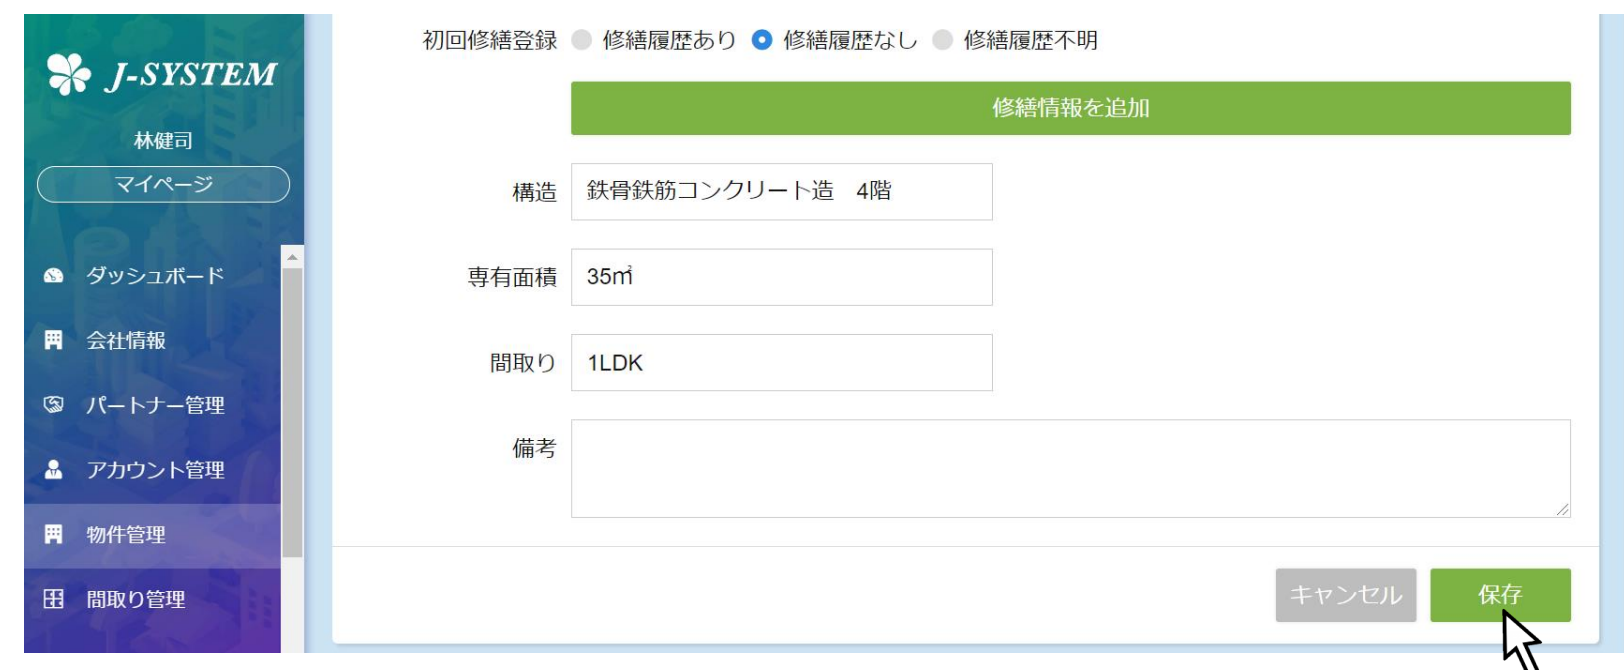 J-SYSTEM
林健司
マイページ
ダッシュボード
会社情報
パートナー管理
アカウント管理
物件管理
間取り管理
初回修繕登録 修繕履歴あり 修繕履歴なし 修繕履歴不明
修繕情報を追加
構造 鉄骨鉄筋コンクリート造　4階
専有面積 35㎡
間取り 1LDK
備考
キャンセル 保存